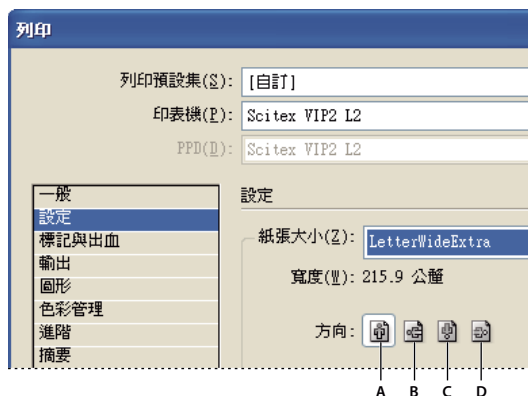 列印
列印預設集(S): [自訂]
印表機(P): Scitex VIP2 L2
PPD(D): Scitex VIP2 L2
一般
設定
標記與出血
輸出
圖形
色彩管理
進階
摘要
設定
紙張大小(Z): LetterWideExtra
寬度(W): 215.9 公釐
方向:
A B C D